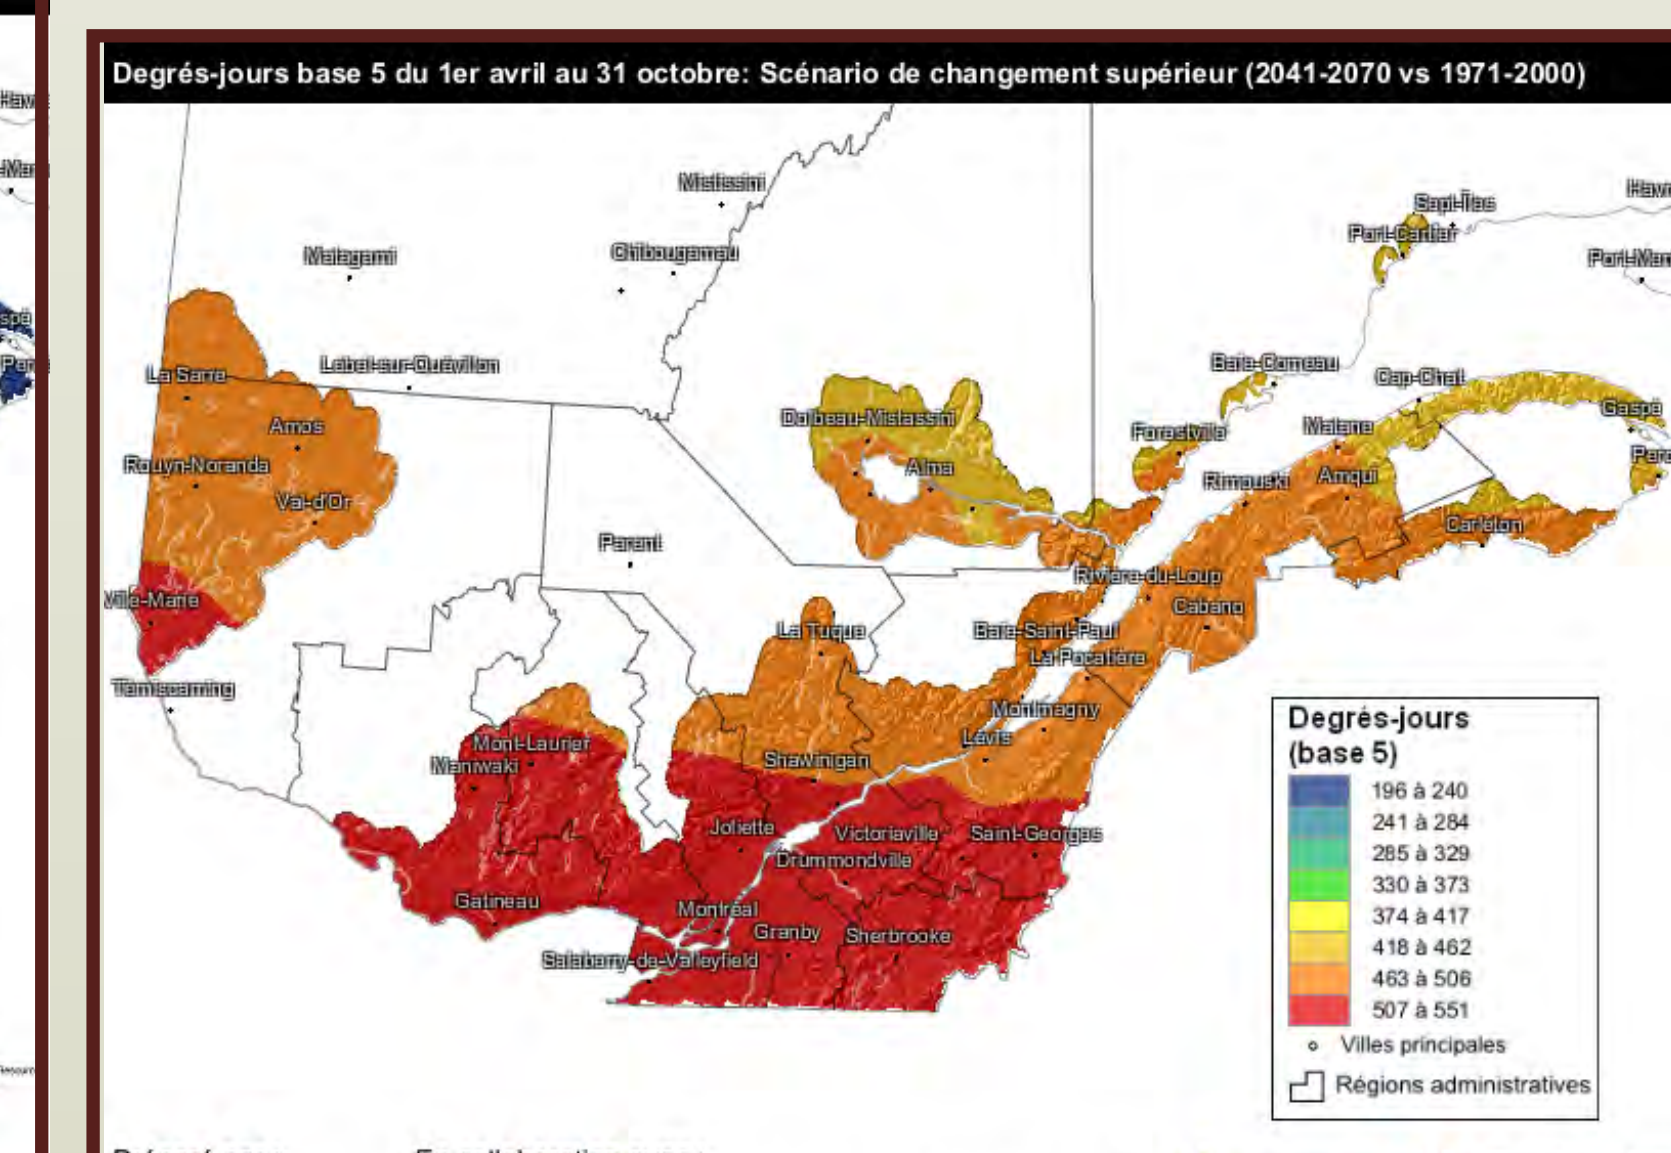 Degrés-jours base 5 du 1er avril au 31 octobre: Scénario de changement supérieur (2041-2070 vs 1971-2000)
Mistissini
Sept-Îles
Port-Cartier
Matagami
Chibougamau
Lebel-sur-Quévillon
Baie-Comeau
Cap-Chat
La Sarre
Amos
Dolbeau-Mistassini
Forestville
Matane
Gaspé
Rouyn-Noranda
Alma
Rimouski
Amqui
Val-d'Or
Carleton
Parent
Rivière-du-Loup
Ville-Marie
Cabano
La Tuque
Baie-Saint-Paul
La Pocatière
Témiscaming
Montmagny
Mont-Laurier
Lévis
Maniwaki
Shawinigan
Joliette
Victoriaville
Saint-Georges
Drummondville
Gatineau
Montréal
Granby
Sherbrooke
Salaberry-de-Valleyfield
Degrés-jours
(base 5)
196 à 240
241 à 284
285 à 329
330 à 373
374 à 417
418 à 462
463 à 506
507 à 551
Villes principales
Régions administratives